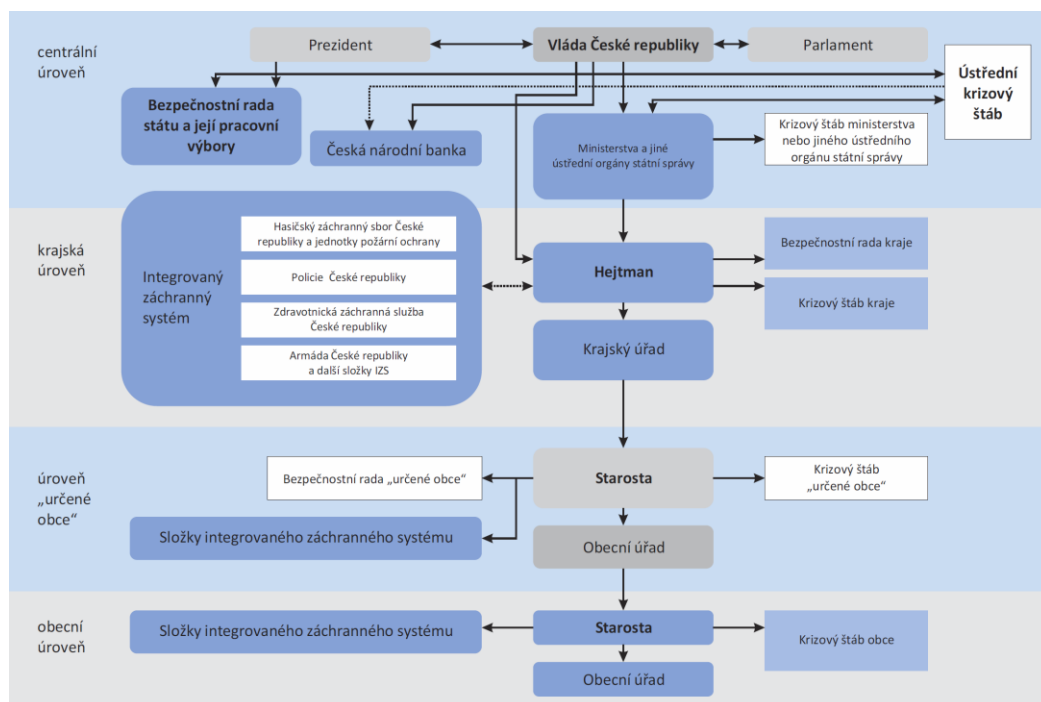 centrální
úroveň
Prezident
Vláda České republiky
Parlament
Ústřední
krizový
štáb
Bezpečnostní rada
státu a její pracovní
výbory
Česká národní banka
Ministerstva a jiné
ústřední orgány státní správy
Krizový štáb ministerstva
nebo jiného ústředního
orgánu státní správy
krajská
úroveň
Integrovaný
záchranný
systém
Hasičský záchranný sbor České
republiky a jednotky požární ochrany
Policie České republiky
Zdravotnická záchranná služba
České republiky
Armáda České republiky
a další složky IZS
Hejtman
Bezpečnostní rada kraje
Krizový štáb kraje
Krajský úřad
úroveň
„určené
obce“
Bezpečnostní rada „určené obce“
Starosta
Krizový štáb
„určené obce“
Složky integrovaného záchranného systému
Obecní úřad
obecní
úroveň
Složky integrovaného záchranného systému
Starosta
Krizový štáb obce
Obecní úřad